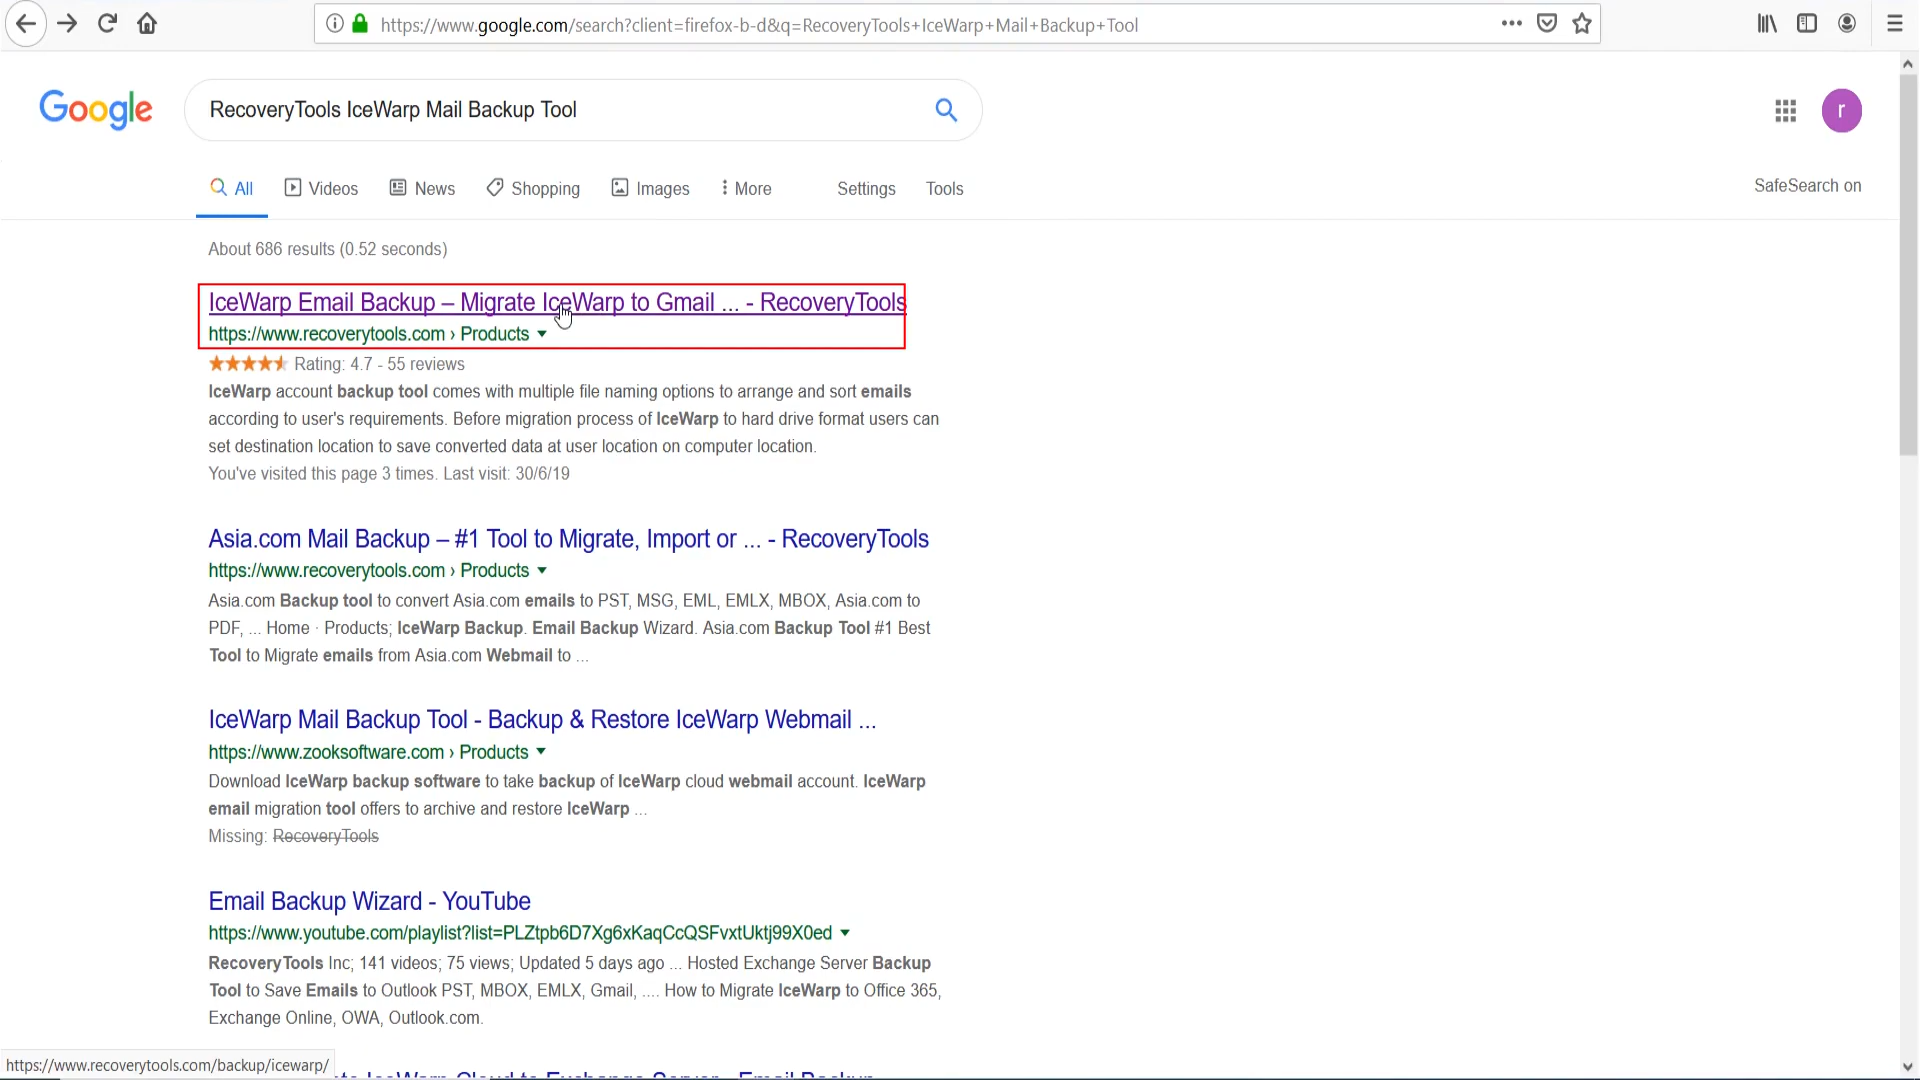 https://www.google.com/search?client=firefox-b-d&q=RecoveryTools+IceWarp+Mail+Backup+Tool
Google
RecoveryTools IceWarp Mail Backup Tool
r
All Videos News Shopping Images More Settings Tools
SafeSearch on
About 686 results (0.52 seconds)
IceWarp Email Backup – Migrate IceWarp to Gmail ... - RecoveryTools
https://www.recoverytools.com › Products
Rating: 4.7 - 55 reviews
IceWarp account backup tool comes with multiple file naming options to arrange and sort emails
according to user's requirements. Before migration process of IceWarp to hard drive format users can
set destination location to save converted data at user location on computer location.
You've visited this page 3 times. Last visit: 30/6/19
Asia.com Mail Backup – #1 Tool to Migrate, Import or ... - RecoveryTools
https://www.recoverytools.com › Products
Asia.com Backup tool to convert Asia.com emails to PST, MSG, EML, EMLX, MBOX, Asia.com to
PDF, ... Home · Products; IceWarp Backup. Email Backup Wizard. Asia.com Backup Tool #1 Best
Tool to Migrate emails from Asia.com Webmail to ...
IceWarp Mail Backup Tool - Backup & Restore IceWarp Webmail ...
https://www.zooksoftware.com › Products
Download IceWarp backup software to take backup of IceWarp cloud webmail account. IceWarp
email migration tool offers to archive and restore IceWarp ...
Missing: RecoveryTools
Email Backup Wizard - YouTube
https://www.youtube.com/playlist?list=PLZtpb6D7Xg6xKaqCcQSFvxtUktj99X0ed
RecoveryTools Inc; 141 videos; 75 views; Updated 5 days ago ... Hosted Exchange Server Backup
Tool to Save Emails to Outlook PST, MBOX, EMLX, Gmail, .... How to Migrate IceWarp to Office 365,
Exchange Online, OWA, Outlook.com.
IceWarp Cloud to Exchange Server - Email Backup
https://www.recoverytools.com/backup/icewarp/